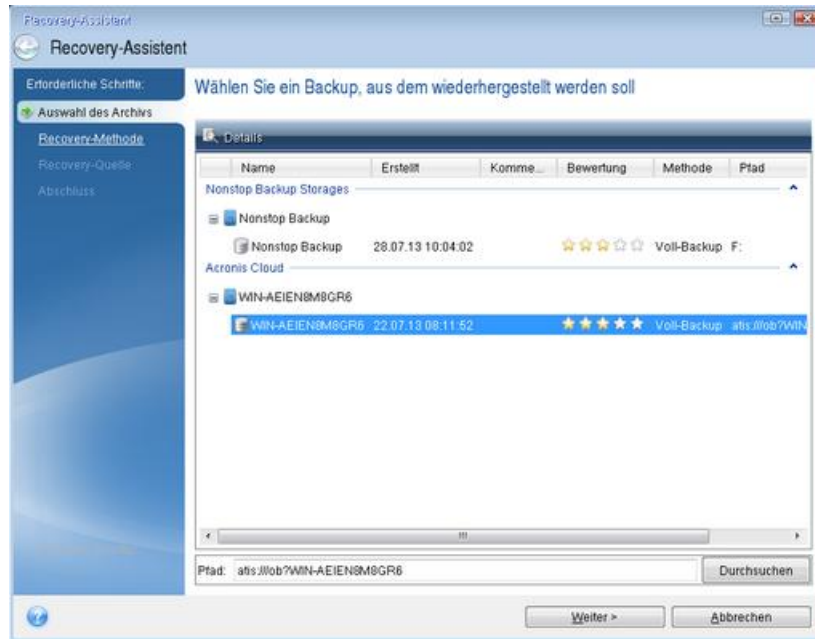 Recovery-Assistent
Recovery-Assistent
Erforderliche Schritte:
Wählen Sie ein Backup, aus dem wiederhergestellt werden soll
Auswahl des Archivs
Recovery-Methode
Recovery-Quelle
Abschluss
Details
Name Erstellt Komme... Bewertung Methode Pfad
Nonstop Backup Storages
Nonstop Backup
Nonstop Backup 28.07.13 10:04:02 Voll-Backup F:
Acronis Cloud
WIN-AEIEN8M8GR6
WIN-AEIEN8M8GR6 22.07.13 08:11:52 Voll-Backup atis:///ob?WIN
Pfad: atis:///ob?WIN-AEIEN8M8GR6 Durchsuchen
Weiter > Abbrechen